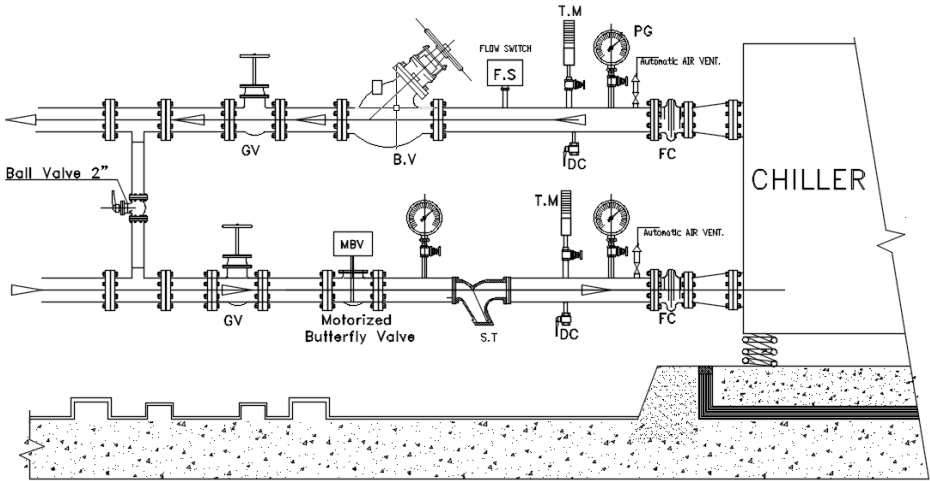 T.M
PG
FLOW SWITCH
F.S
Automatic AIR VENT.
GV
B.V
DC
FC
Ball Valve 2"
CHILLER
T.M
MBV
Automatic AIR VENT.
GV
Motorized
Butterfly Valve
S.T
DC
FC